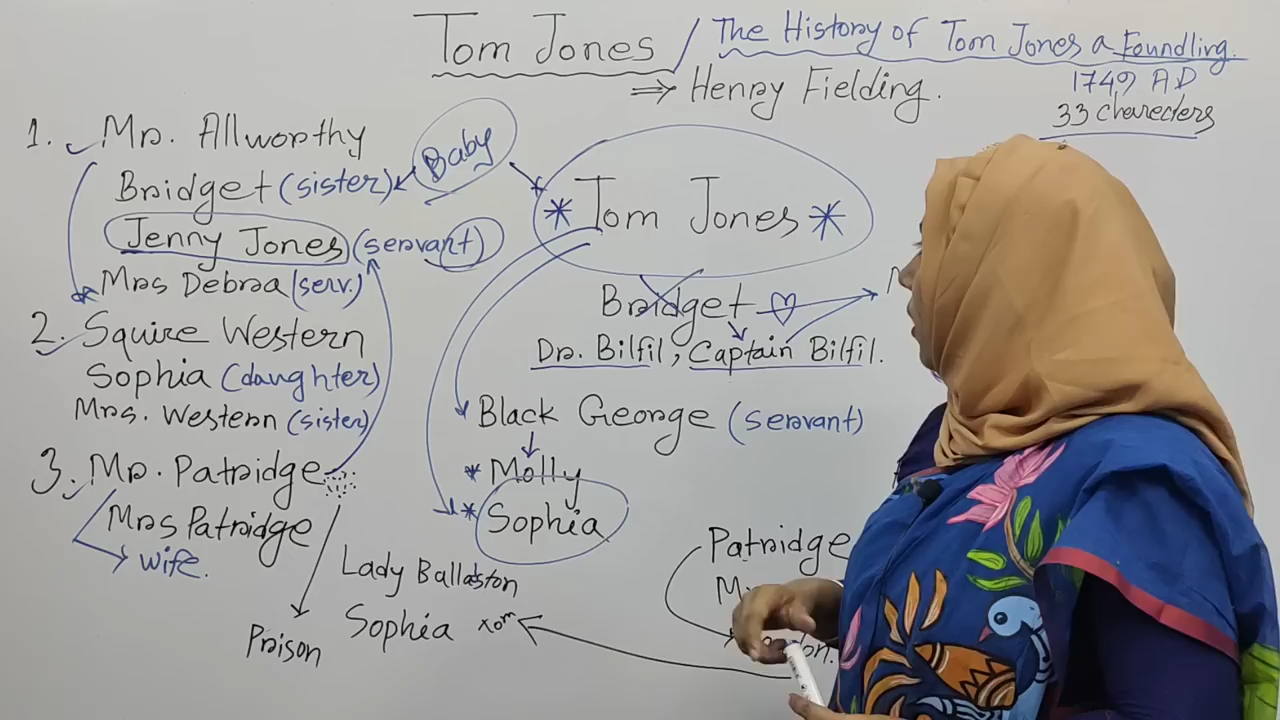 Tom Jones / The History of Tom Jones a Foundling.
⇒ Henry Fielding.
1749 AD
33 charecters
1. ✓ Mr. Allworthy
Bridget (sister)
Jenny Jones (servant)
Mrs Debra (serv.)
2. Squire Western
Sophia (daughter)
Mrs. Western (sister)
3. Mr. Patridge
Mrs Patridge
wife.
Prison
Baby
* Tom Jones *
Bridget
Dr. Bilfil, Captain Bilfil.
Black George (servant)
* Molly
* Sophia
Lady Ballaston
Sophia
Patridge